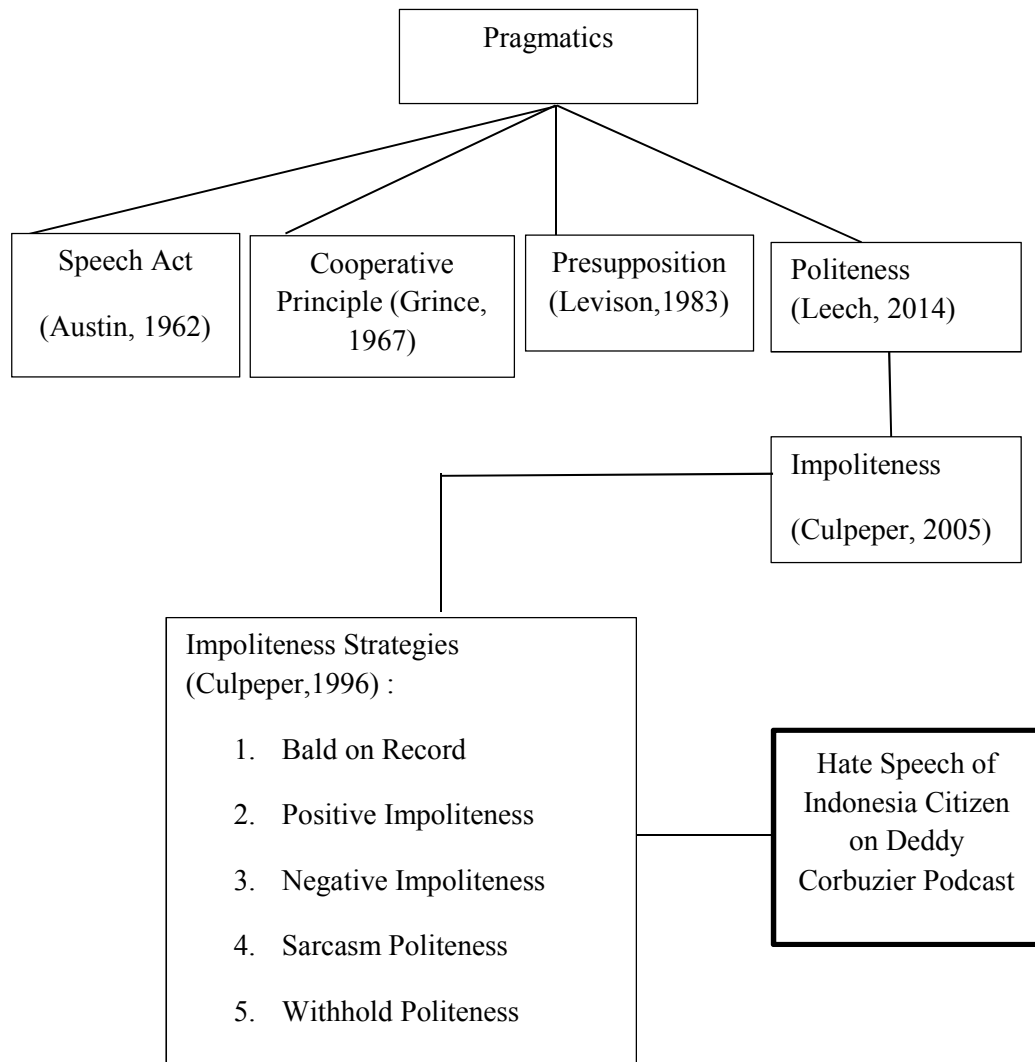 Pragmatics
Speech Act
(Austin, 1962)
Cooperative
Principle (Grince,
1967)
Presupposition
(Levison,1983)
Politeness
(Leech, 2014)
Impoliteness
(Culpeper, 2005)
Impoliteness Strategies
(Culpeper,1996) :
1. Bald on Record
2. Positive Impoliteness
3. Negative Impoliteness
4. Sarcasm Politeness
5. Withhold Politeness
Hate Speech of
Indonesia Citizen
on Deddy
Corbuzier Podcast